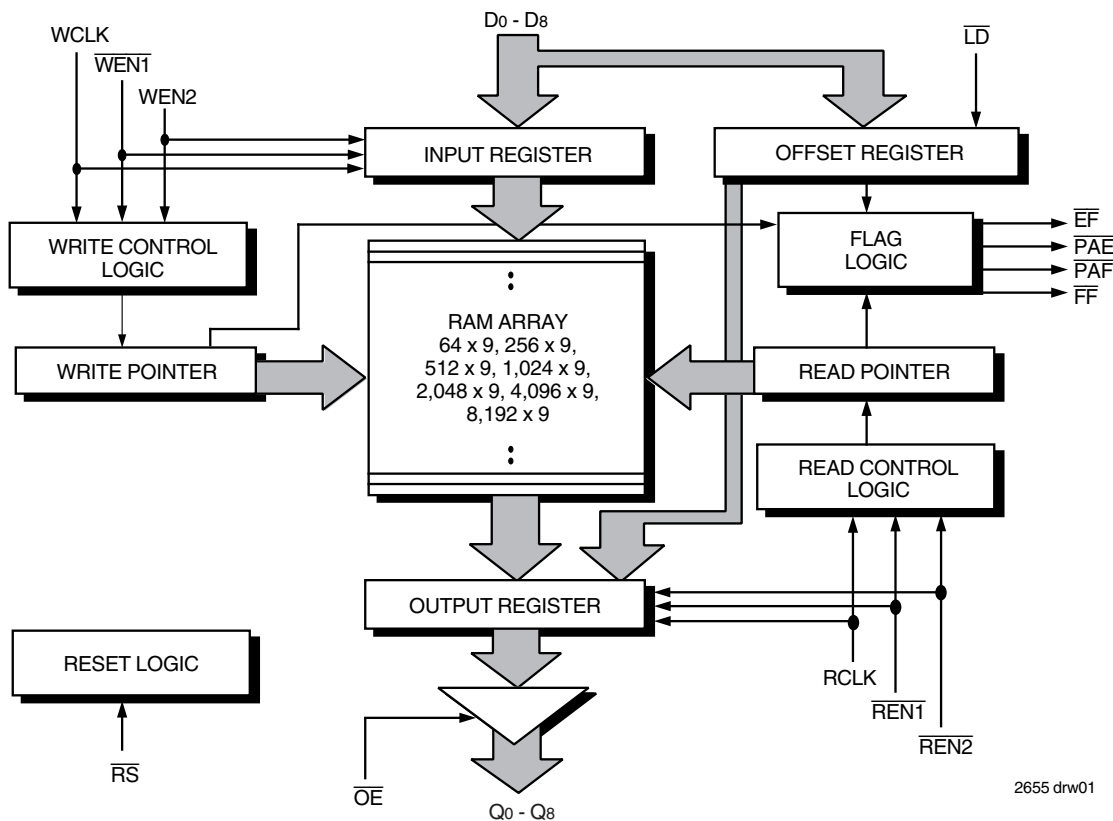 D0 - D8
WCLK
WEN1
WEN2
LD
INPUT REGISTER
OFFSET REGISTER
WRITE CONTROL
LOGIC
FLAG
LOGIC
EF
PAE
PAF
FF
RAM ARRAY
64 x 9, 256 x 9,
512 x 9, 1,024 x 9,
2,048 x 9, 4,096 x 9,
8,192 x 9
WRITE POINTER
READ POINTER
READ CONTROL
LOGIC
OUTPUT REGISTER
RESET LOGIC
RCLK
REN1
REN2
RS
OE
Q0 - Q8
2655 drw01